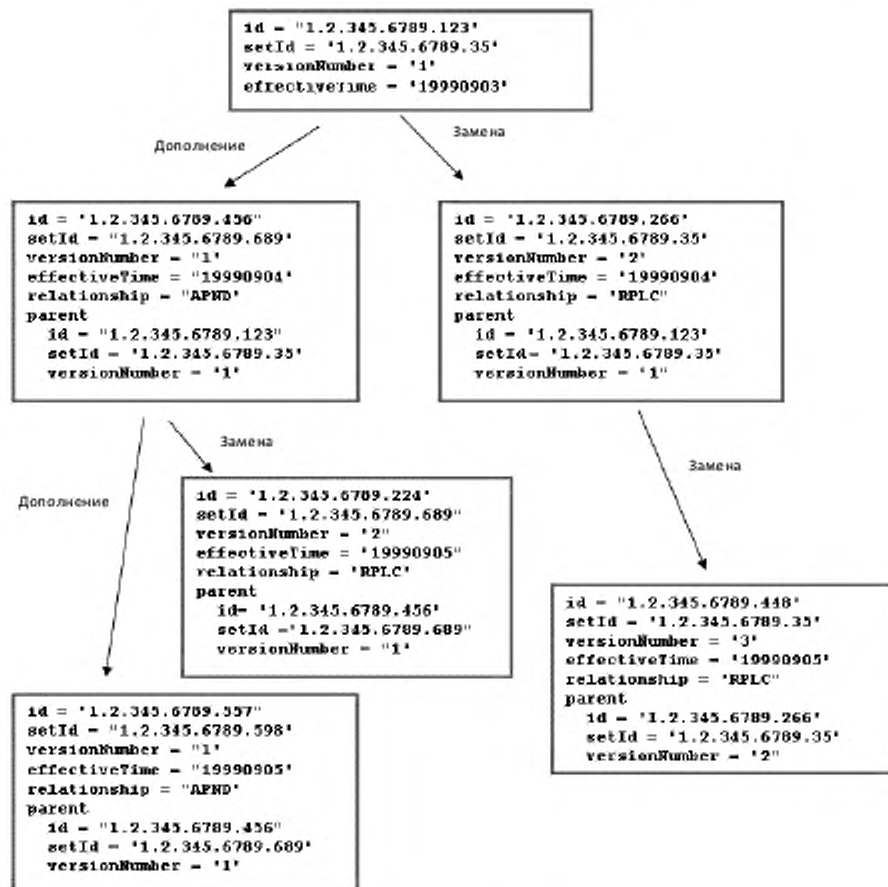 id = "1.2.345.6789.123"
setId = "1.2.345.6789.35"
versionNumber = "1"
effectiveTime = "19990903"
Дополнение
Замена
id = "1.2.345.6789.456"
setId = "1.2.345.6789.689"
versionNumber = "1"
effectiveTime = "19990904"
relationship = "APND"
parent
id = "1.2.345.6789.123"
setId = "1.2.345.6789.35"
versionNumber = "1"
id = "1.2.345.6789.266"
setId = "1.2.345.6789.35"
versionNumber = "2"
effectiveTime = "19990904"
relationship = "RPLC"
parent
id = "1.2.345.6789.123"
setId= "1.2.345.6789.35"
versionNumber = "1"
Дополнение
Замена
Замена
id = "1.2.345.6789.224"
setId = "1.2.345.6789.689"
versionNumber = "2"
effectiveTime = "19990905"
relationship = "RPLC"
parent
id= "1.2.345.6789.456"
setId ="1.2.345.6789.689"
versionNumber = "1"
id = "1.2.345.6789.448"
setId = "1.2.345.6789.35"
versionNumber = "3"
effectiveTime = "19990905"
relationship = "RPLC"
parent
id = "1.2.345.6789.266"
setId = "1.2.345.6789.35"
versionNumber = "2"
id = "1.2.345.6789.557"
setId = "1.2.345.6789.598"
versionNumber = "1"
effectiveTime = "19990905"
relationship = "APND"
parent
id = "1.2.345.6789.456"
setId = "1.2.345.6789.689"
versionNumber = "1"